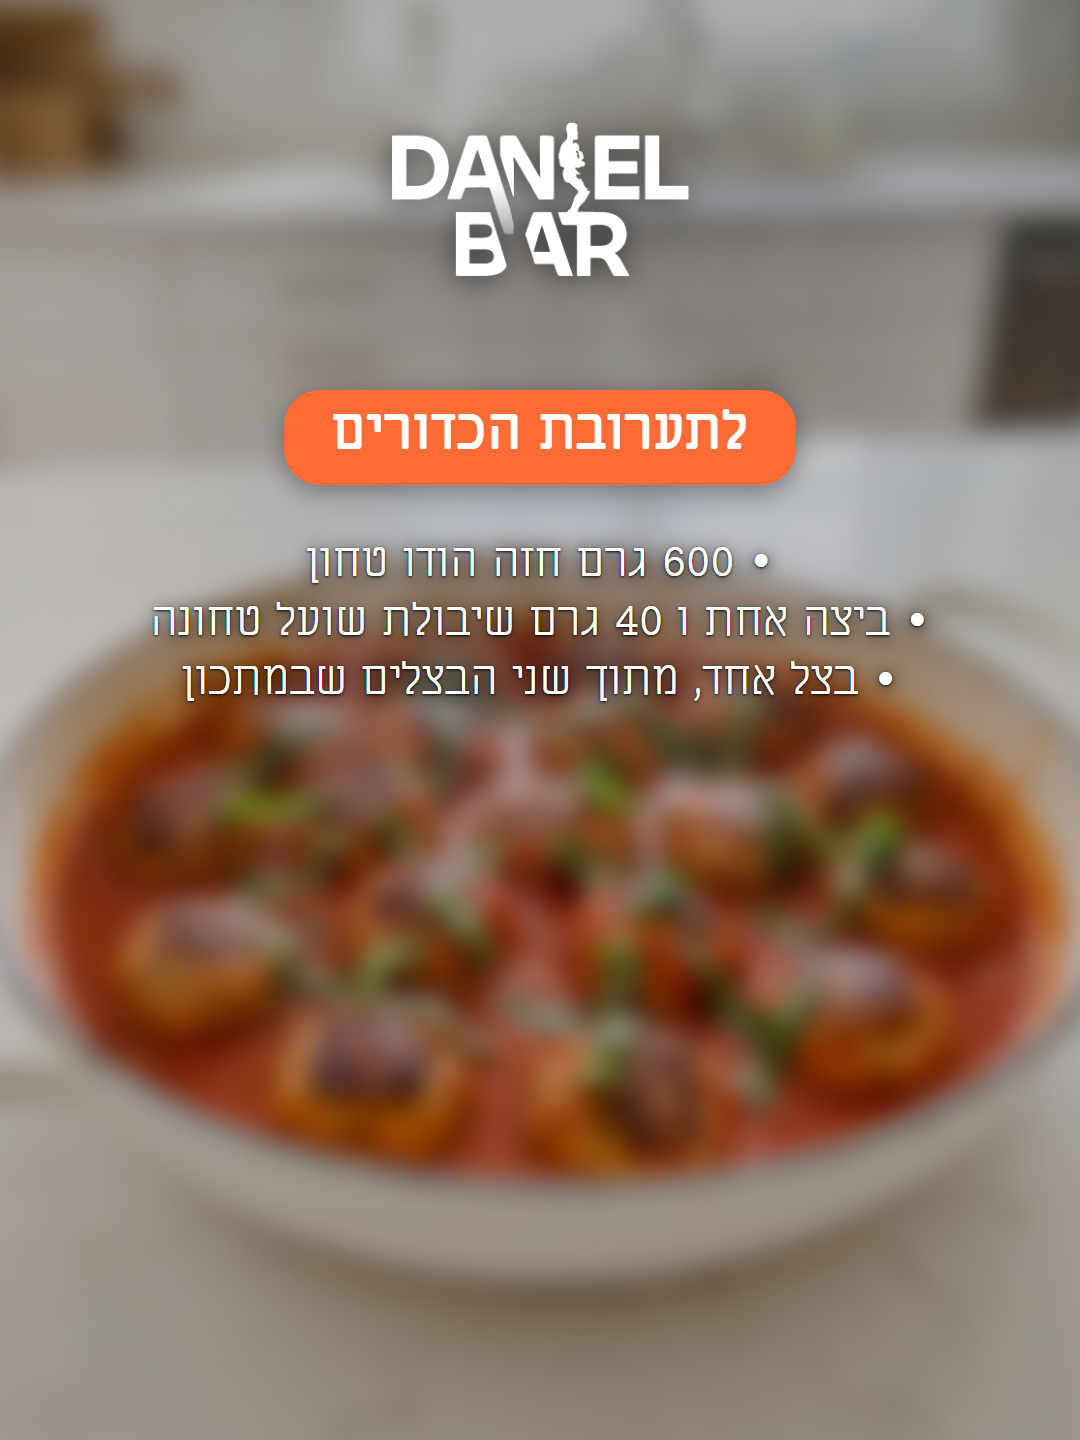 DANIEL
BAR
לתערובת הכדורים
• 600 גרם חזה הודו טחון
• ביצה אחת ו 40 גרם שיבולת שועל טחונה
• בצל אחד, מתוך שני הבצלים שבמתכון